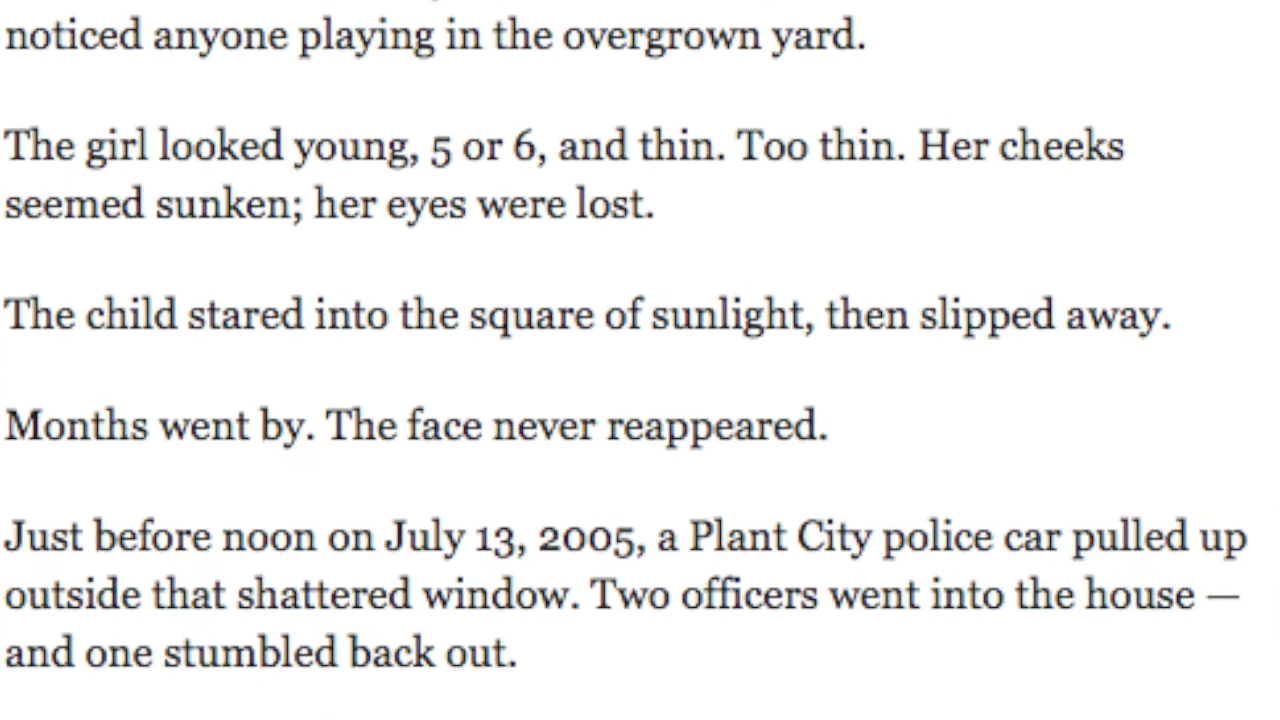 noticed anyone playing in the overgrown yard.
The girl looked young, 5 or 6, and thin. Too thin. Her cheeks
seemed sunken; her eyes were lost.
The child stared into the square of sunlight, then slipped away.
Months went by. The face never reappeared.
Just before noon on July 13, 2005, a Plant City police car pulled up
outside that shattered window. Two officers went into the house —
and one stumbled back out.